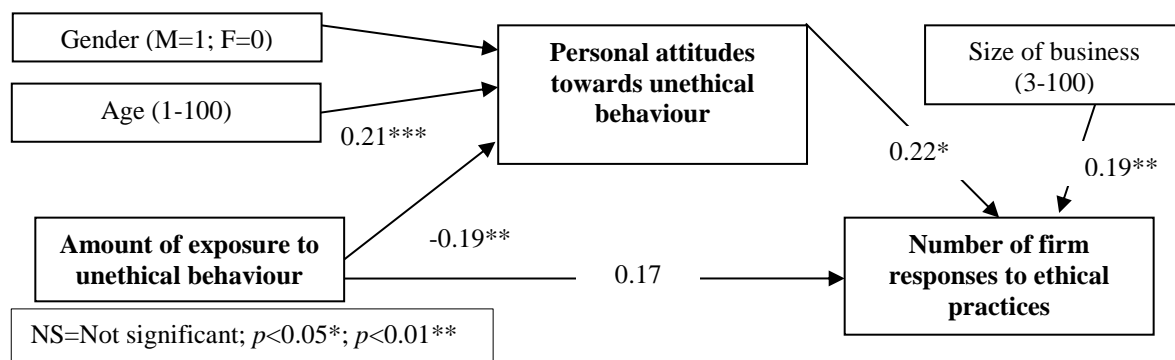 Gender (M=1; F=0)
Personal attitudes
towards unethical
behaviour
Size of business
(3-100)
Age (1-100)
0.21***
0.22*
0.19**
Amount of exposure to
unethical behaviour
-0.19**
0.17
Number of firm
responses to ethical
practices
NS=Not significant; p<0.05*; p<0.01**